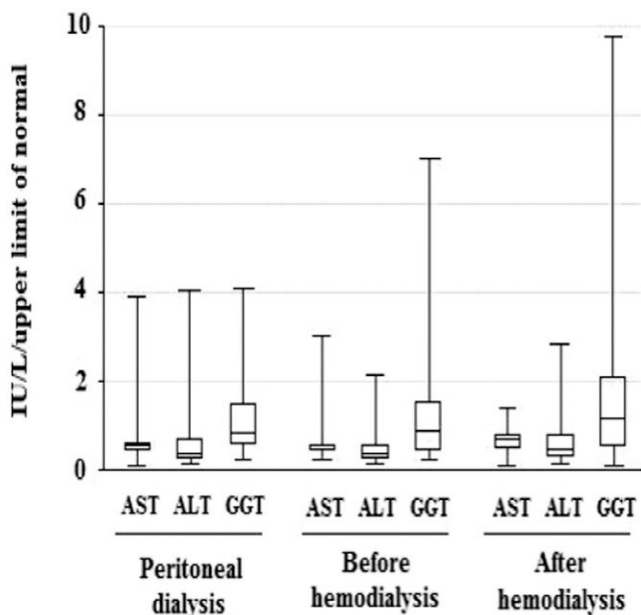 IU/L/upper limit of normal
10
8
6
4
2
0
AST ALT GGT AST ALT GGT AST ALT GGT
Peritoneal
dialysis
Before
hemodialysis
After
hemodialysis